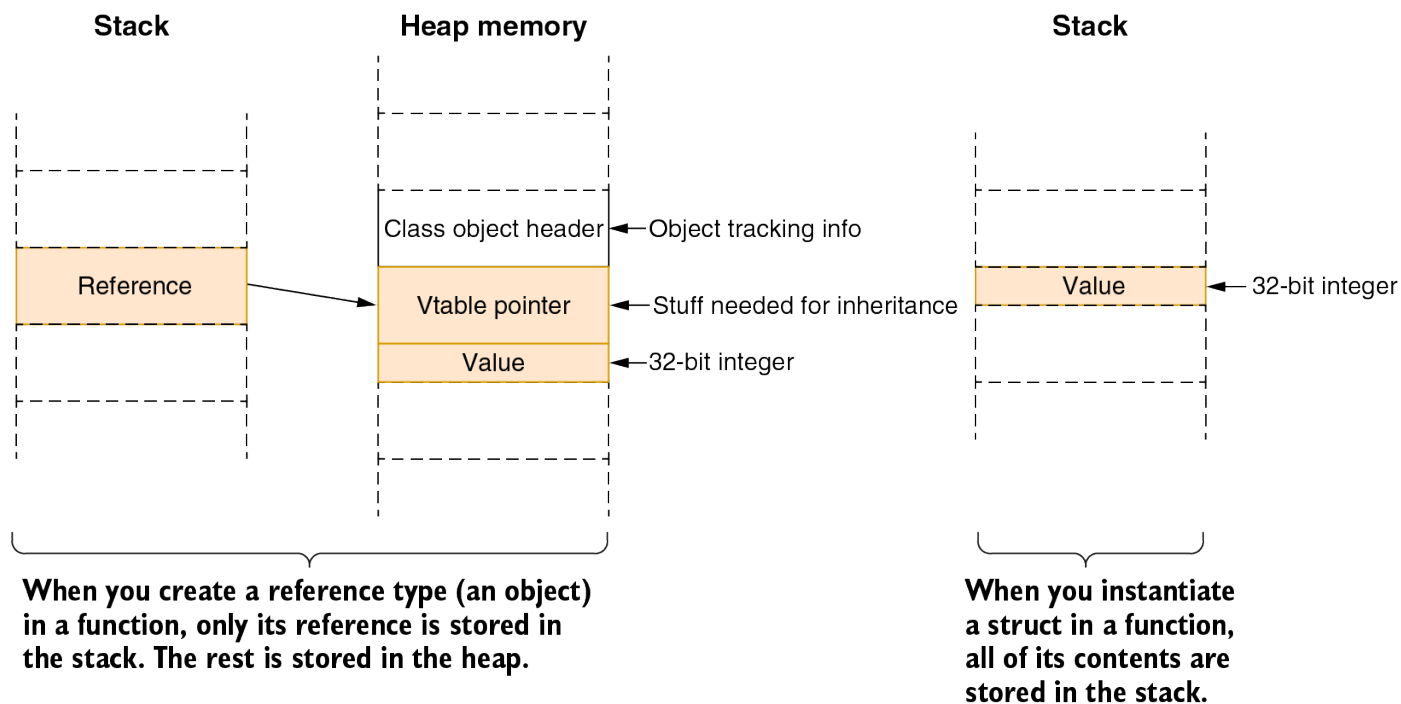 Stack
Heap memory
Stack
Class object header
Object tracking info
Reference
Vtable pointer
Stuff needed for inheritance
Value
32-bit integer
Value
32-bit integer
When you create a reference type (an object)
in a function, only its reference is stored in
the stack. The rest is stored in the heap.
When you instantiate
a struct in a function,
all of its contents are
stored in the stack.